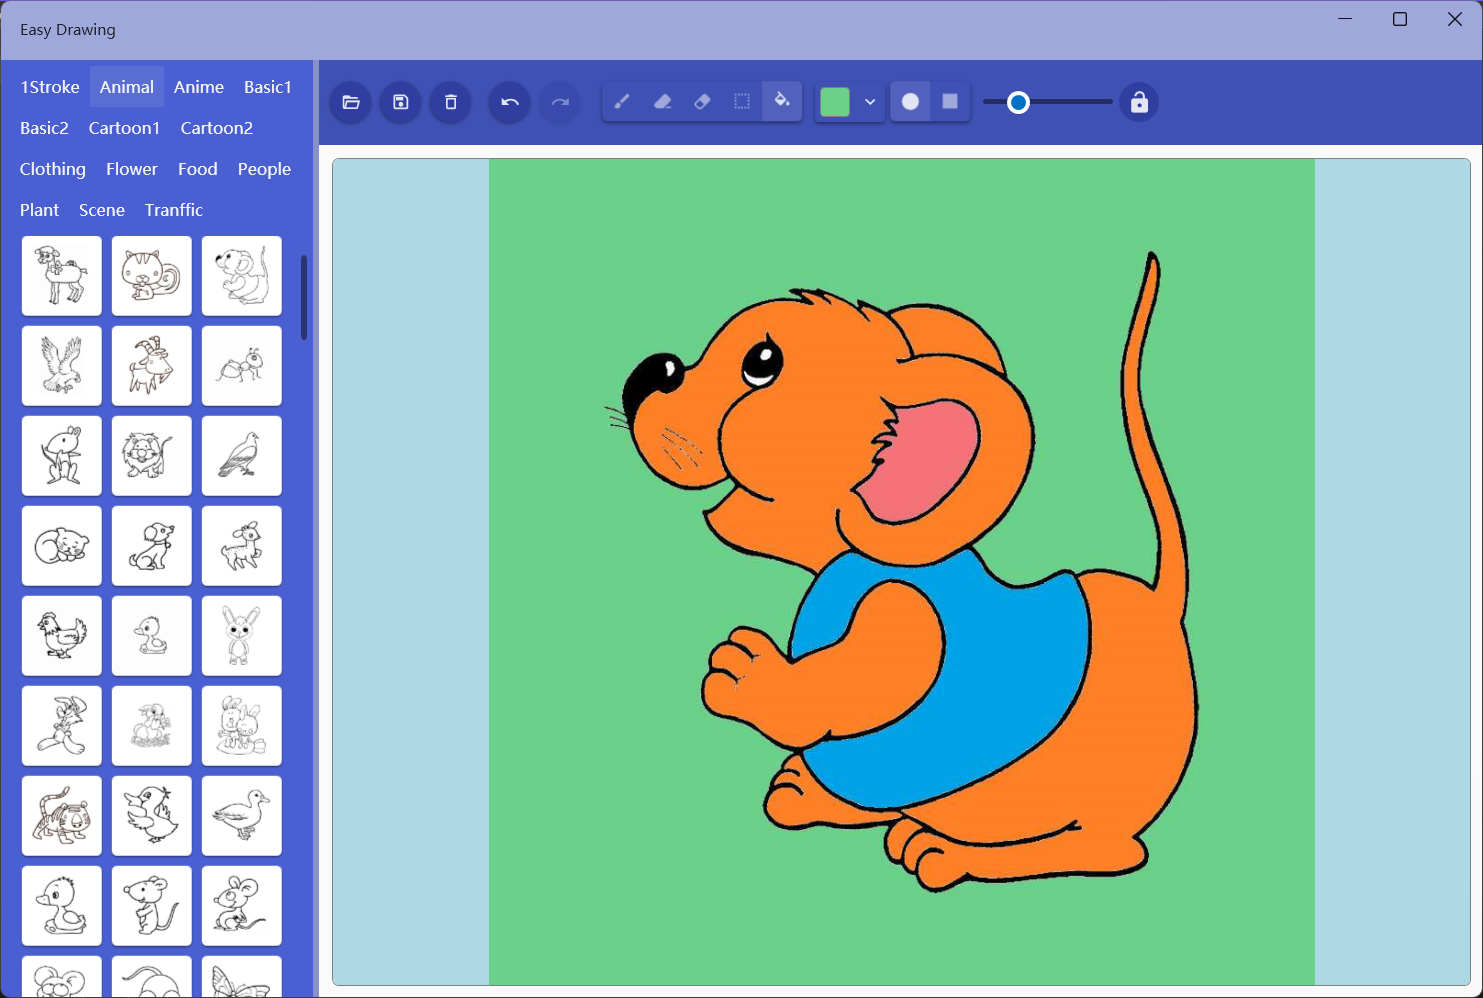 Easy Drawing
1Stroke Animal Anime Basic1
Basic2 Cartoon1 Cartoon2
Clothing Flower Food People
Plant Scene Tranffic